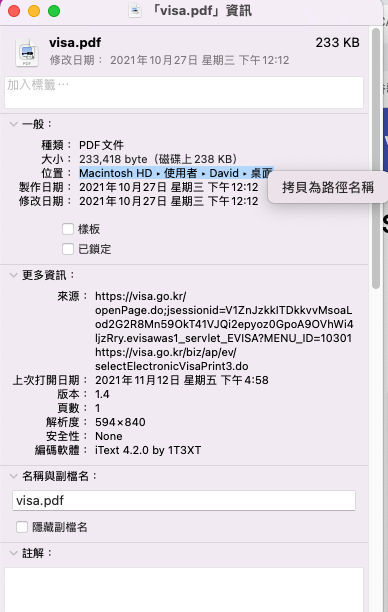 「visa.pdf」資訊
visa.pdf
233 KB
修改日期： 2021年10月27日 星期三 下午12:12
加入標籤⋯
一般：
種類： PDF文件
大小： 233,418 byte（磁碟上238 KB）
位置： Macintosh HD ▸ 使用者 ▸ David ▸ 桌面
拷貝為路徑名稱
製作日期： 2021年10月27日 星期三 下午12:12
修改日期： 2021年10月27日 星期三 下午12:12
樣板
已鎖定
更多資訊：
來源： https://visa.go.kr/
openPage.do;jsessionid=V1ZnJzkkITDkkvvMsoaL
od2G2R8Mn59OkT41VJQi2epyoz0GpoA9OVhWi4
ljzRry.evisawas1_servlet_EVISA?MENU_ID=10301
https://visa.go.kr/biz/ap/ev/
selectElectronicVisaPrint3.do
上次打開日期： 2021年11月12日 星期五 下午4:58
版本： 1.4
頁數： 1
解析度： 594×840
安全性： None
編碼軟體： iText 4.2.0 by 1T3XT
名稱與副檔名：
visa.pdf
隱藏副檔名
註解：